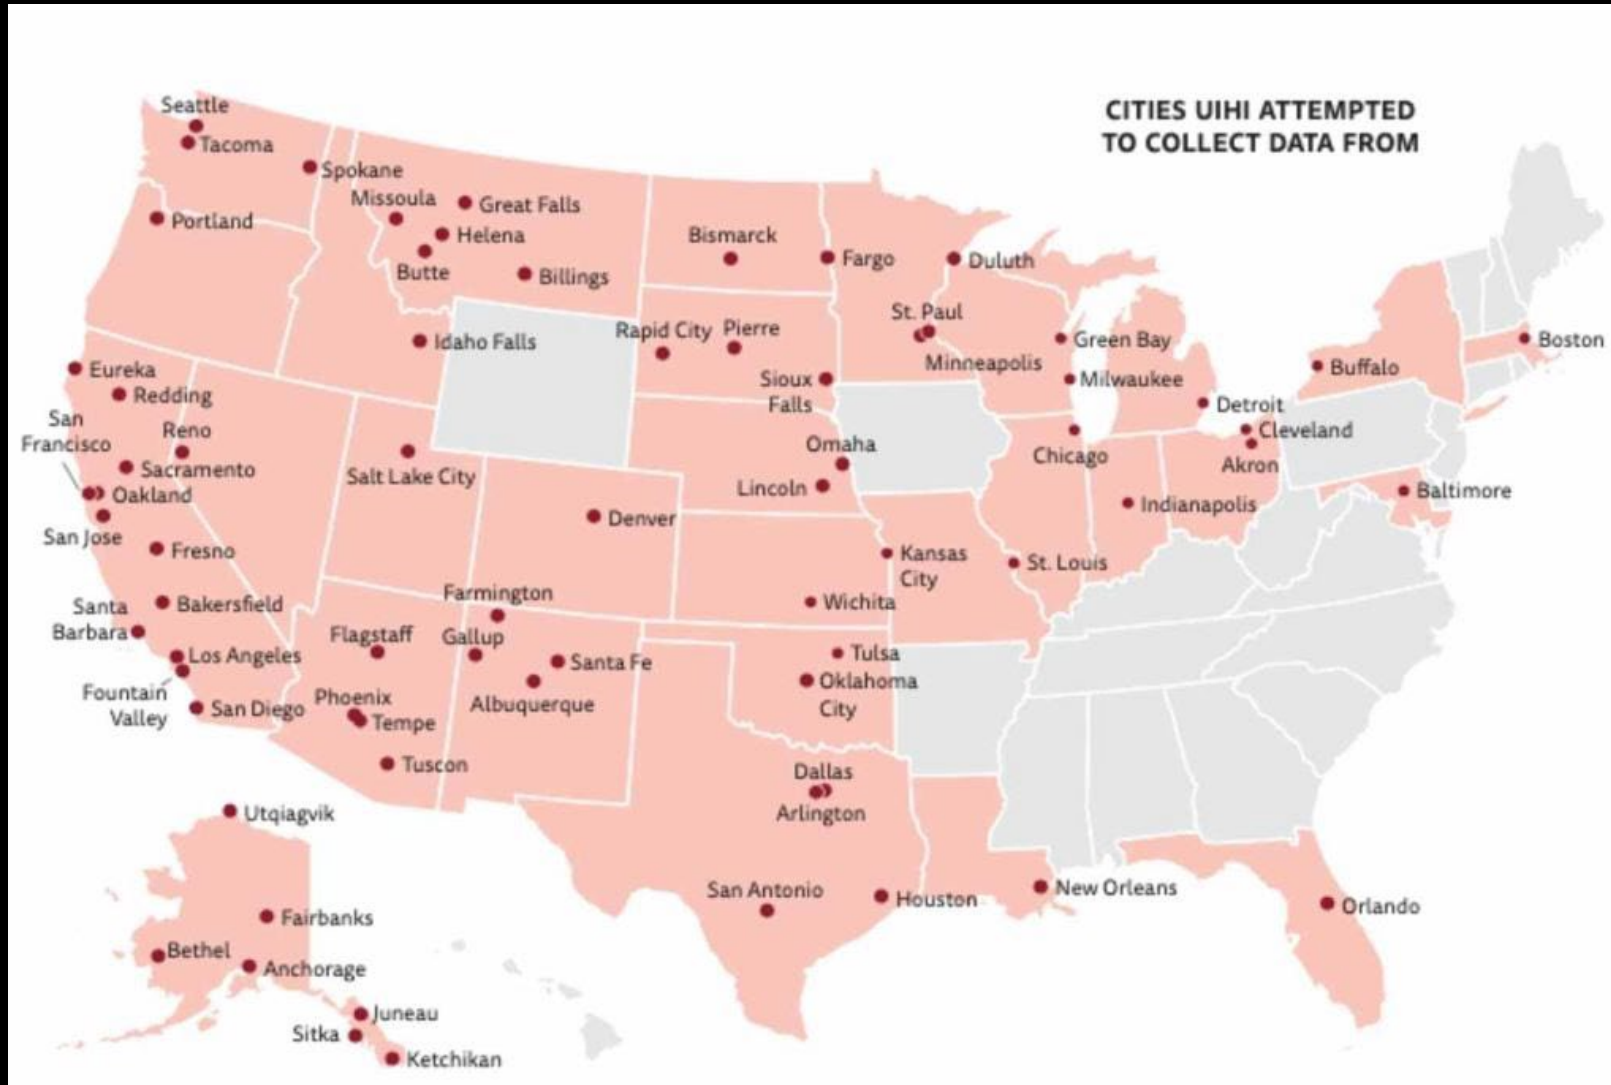 CITIES UIHI ATTEMPTED
TO COLLECT DATA FROM
Seattle
Tacoma
Spokane
Missoula
Great Falls
Portland
Helena
Butte
Billings
Bismarck
Fargo
Duluth
St. Paul
Minneapolis
Rapid City
Pierre
Sioux
Falls
Green Bay
Milwaukee
Boston
Buffalo
Detroit
Cleveland
Akron
Idaho Falls
Eureka
Redding
San
Francisco
Reno
Sacramento
Oakland
San Jose
Fresno
Salt Lake City
Omaha
Lincoln
Chicago
Indianapolis
Baltimore
Denver
Kansas
City
St. Louis
Wichita
Santa
Barbara
Bakersfield
Los Angeles
Fountain
Valley
San Diego
Farmington
Flagstaff
Gallup
Santa Fe
Albuquerque
Phoenix
Tempe
Tuscon
Tulsa
Oklahoma
City
Dallas
Arlington
San Antonio
Houston
New Orleans
Orlando
Utqiagvik
Fairbanks
Bethel
Anchorage
Juneau
Sitka
Ketchikan